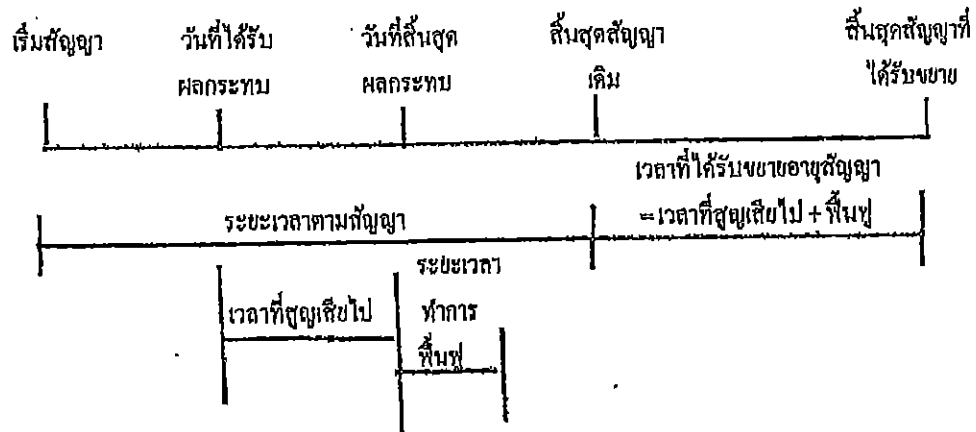 เริ่มสัญญา
วันที่ได้รับ
ผลกระทบ
วันที่สิ้นสุด
ผลกระทบ
สิ้นสุดสัญญา
เดิม
สิ้นสุดสัญญาที่
ได้รับขยาย
เวลาที่ได้รับขยายอายุสัญญา
=เวลาที่สูญเสียไป + ฟื้นฟู
ระยะเวลาตามสัญญา
เวลาที่สูญเสียไป
ระยะเวลา
ทำการ
ฟื้นฟู